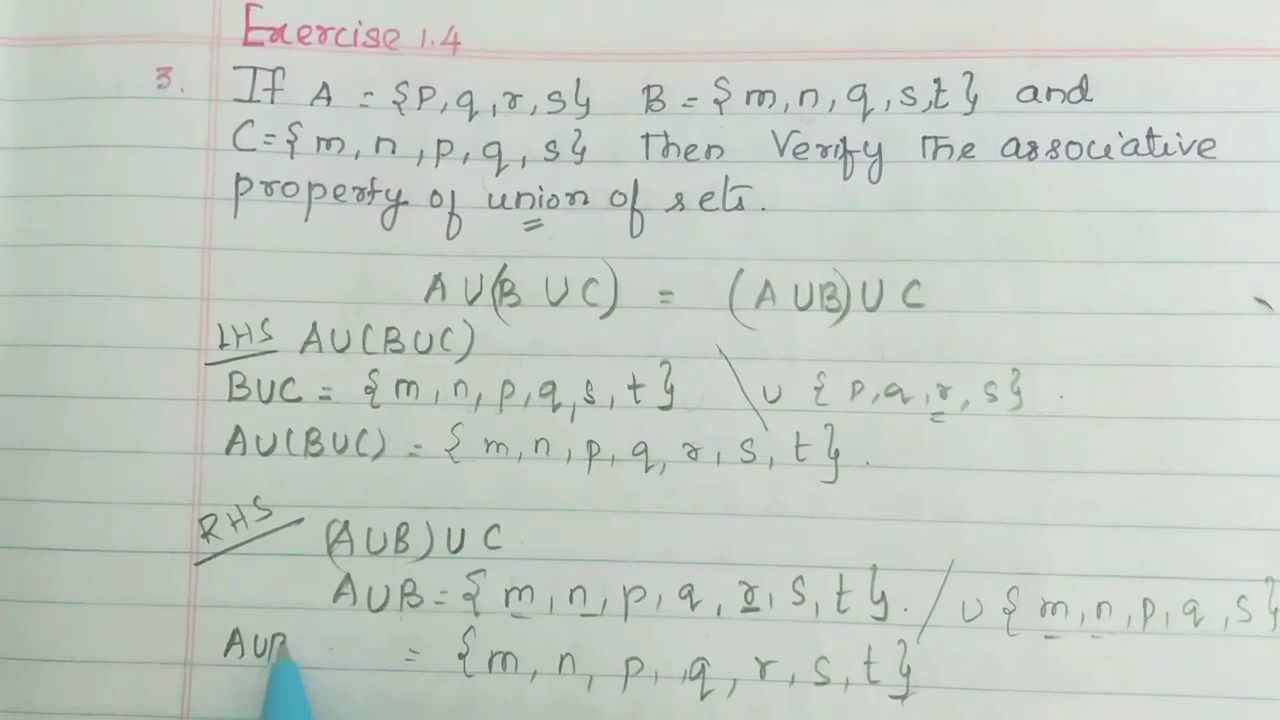 Exercise 1.4
3. If A = {p, q, r, s} B = {m, n, q, s, t} and
C = {m, n, p, q, s} Then Verify The associative
property of union of sets.
A ∪ (B ∪ C) = (A ∪ B) ∪ C
LHS A∪(B∪C)
B∪C = {m, n, p, q, s, t} \ ∪ {p, q, r, s}.
A∪(B∪C) = {m, n, p, q, r, s, t}.
RHS (A∪B) ∪ C
A∪B = {m, n, p, q, r, s, t}. / ∪ {m, n, p, q, s}
A∪B = {m, n, p, q, r, s, t}